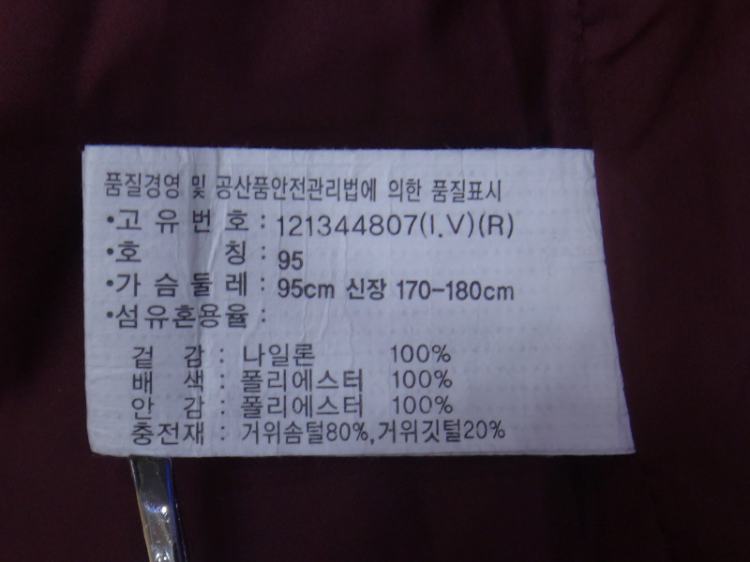 품질경영 및 공산품안전관리법에 의한 품질표시
•고 유 번 호 : 121344807(I.V)(R)
•호 칭 : 95
•가 슴 둘 레 : 95cm 신장 170-180cm
•섬유혼용율 :
겉 감 : 나일론 100%
배 색 : 폴리에스터 100%
안 감 : 폴리에스터 100%
충전재 : 거위솜털80%,거위깃털20%